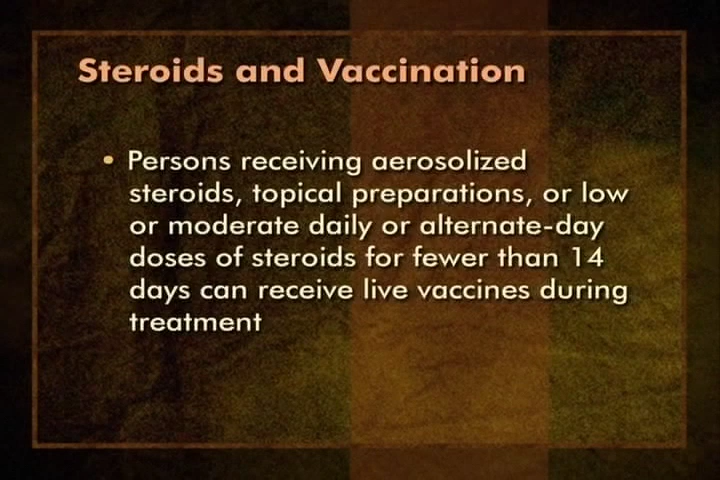 Steroids and Vaccination
• Persons receiving aerosolized
steroids, topical preparations, or low
or moderate daily or alternate-day
doses of steroids for fewer than 14
days can receive live vaccines during
treatment